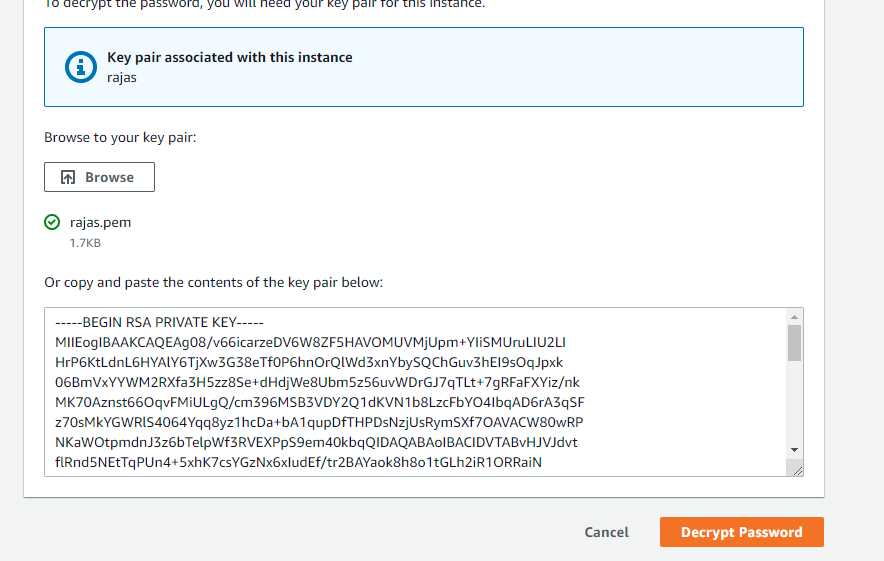 To decrypt the password, you will need your key pair for this instance.
Key pair associated with this instance
rajas
Browse to your key pair:
Browse
rajas.pem
1.7KB
Or copy and paste the contents of the key pair below:
-----BEGIN RSA PRIVATE KEY-----
MIIEogIBAAKCAQEAg08/v66icarzeDV6W8ZF5HAVOMUVMjUpm+YIiSMUruLIU2LI
HrP6KtLdnL6HYAlY6TjXw3G38eTf0P6hnOrQlWd3xnYbySQChGuv3hEI9sOqJpxk
06BmVxYYWM2RXfa3H5zz8Se+dHdjWe8Ubm5z56uvWDrGJ7qTLt+7gRFaFXYiz/nk
MK70Aznst66OqvFMiULgQ/cm396MSB3VDY2Q1dKVN1b8LzcFbYO4IbqAD6rA3qSF
z70sMkYGWRlS4064Yqq8yz1hcDa+bA1qupDfTHPDsNzjUsRymSXf7OAVACW80wRP
NKaWOtpmdnJ3z6bTelpWf3RVEXPpS9em40kbqQIDAQABAoIBACIDVTABvHJVJdvt
flRnd5NEtTqPUn4+5xhK7csYGzNx6xIudEf/tr2BAYaok8h8o1tGLh2iR1ORRaiN
Cancel
Decrypt Password